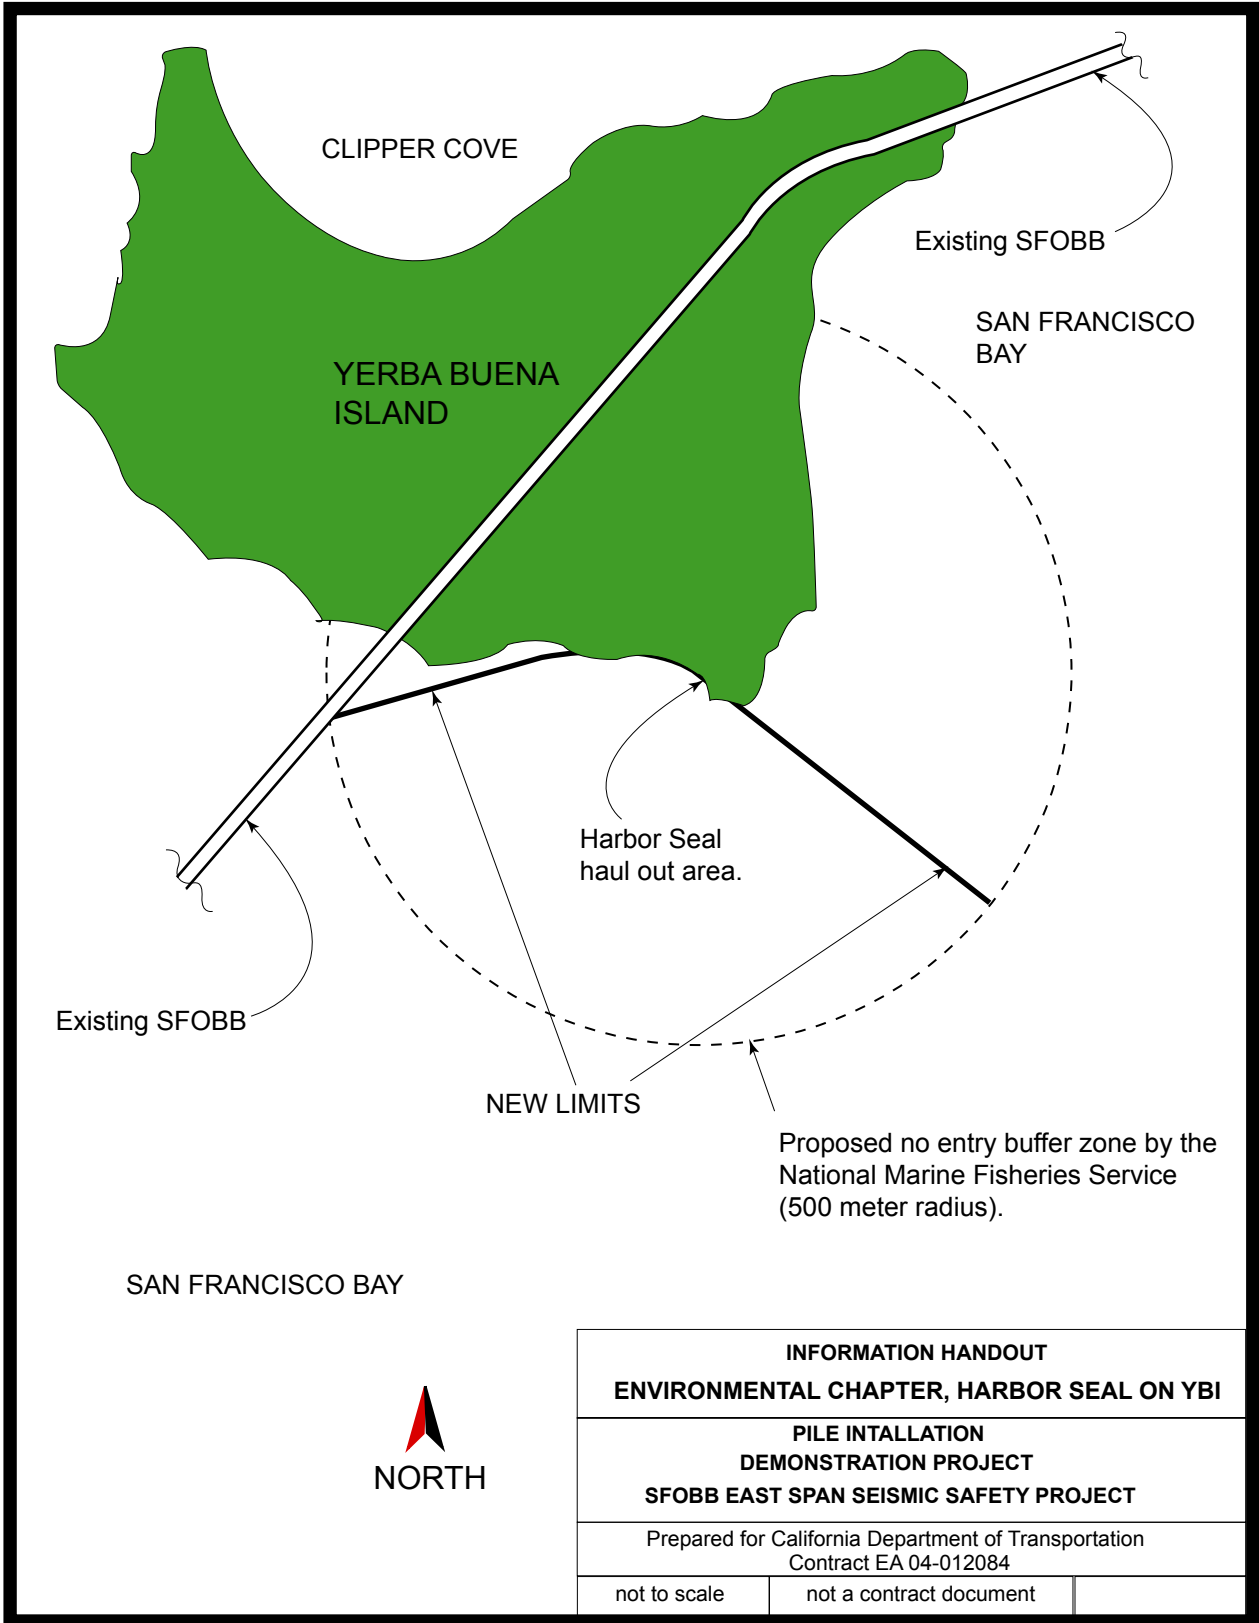 CLIPPER COVE
Existing SFOBB
SAN FRANCISCO
BAY
YERBA BUENA
ISLAND
Harbor Seal
haul out area.
Existing SFOBB
NEW LIMITS
Proposed no entry buffer zone by the
National Marine Fisheries Service
(500 meter radius).
SAN FRANCISCO BAY
NORTH
INFORMATION HANDOUT
ENVIRONMENTAL CHAPTER, HARBOR SEAL ON YBI
PILE INTALLATION
DEMONSTRATION PROJECT
SFOBB EAST SPAN SEISMIC SAFETY PROJECT
Prepared for California Department of Transportation
Contract EA 04-012084
not to scale
not a contract document